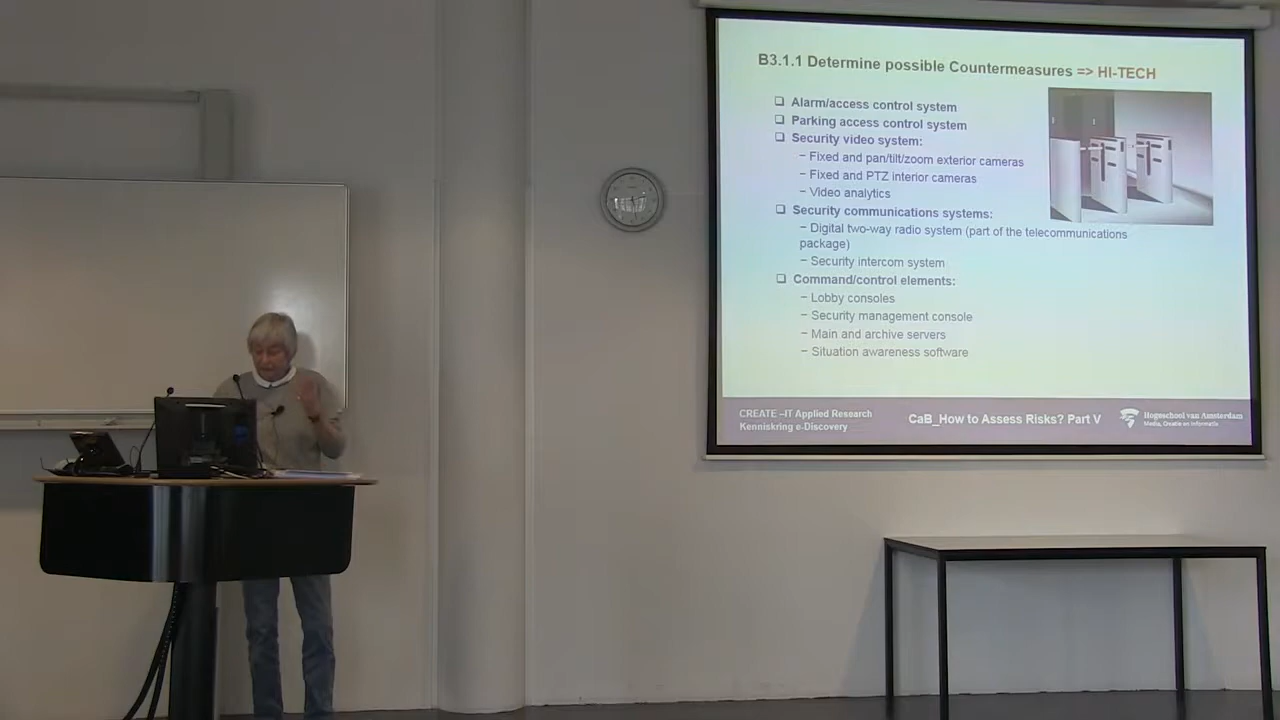 B3.1.1 Determine possible Countermeasures => HI-TECH
❑ Alarm/access control system
❑ Parking access control system
❑ Security video system:
– Fixed and pan/tilt/zoom exterior cameras
– Fixed and PTZ interior cameras
– Video analytics
❑ Security communications systems:
– Digital two-way radio system (part of the telecommunications
package)
– Security intercom system
❑ Command/control elements:
– Lobby consoles
– Security management console
– Main and archive servers
– Situation awareness software
CREATE –IT Applied Research
Kenniskring e-Discovery
CaB_How to Assess Risks? Part V
Hogeschool van Amsterdam
Media, Creatie en Informatie